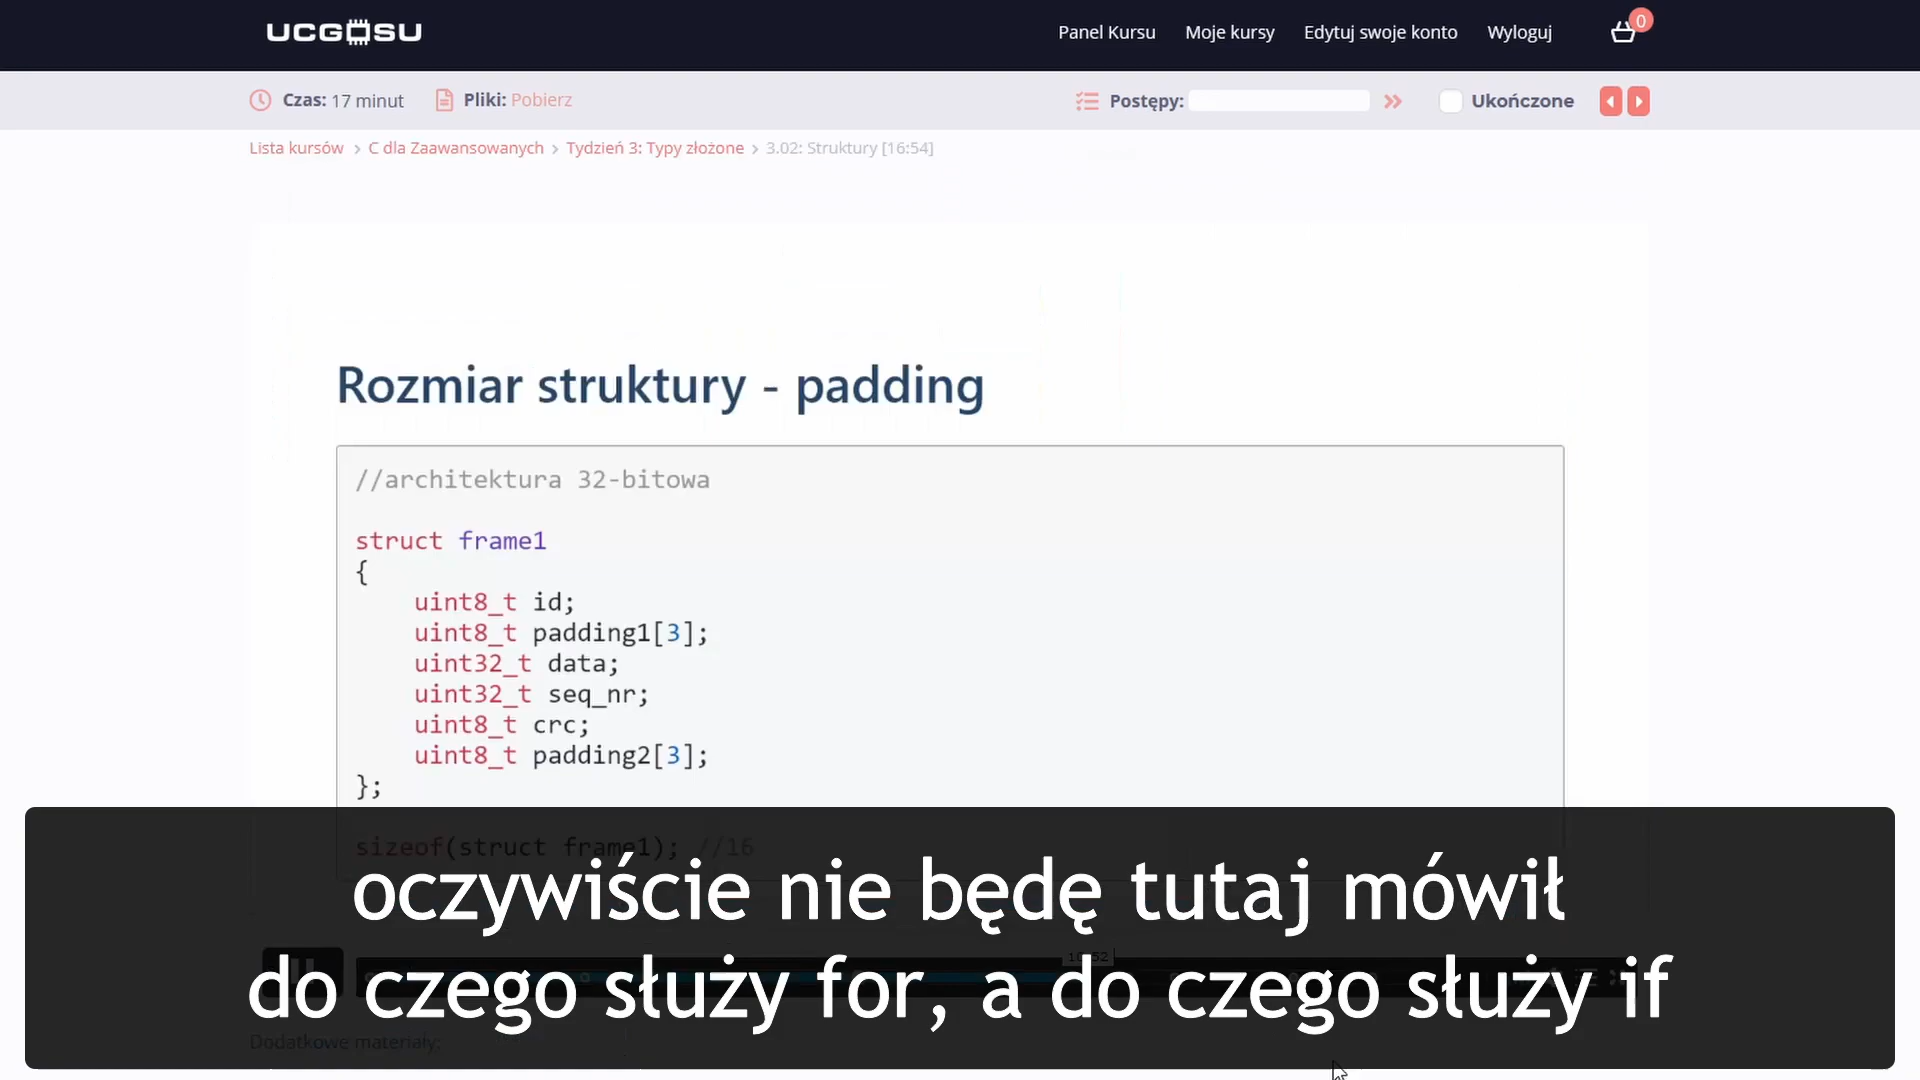 UCGOSU
Panel Kursu Moje kursy Edytuj swoje konto Wyloguj 0
Czas: 17 minut Pliki: Pobierz Postępy: Ukończone
Lista kursów > C dla Zaawansowanych > Tydzień 3: Typy złożone > 3.02: Struktury [16:54]
Rozmiar struktury - padding
//architektura 32-bitowa
struct frame1
{
uint8_t id;
uint8_t padding1[3];
uint32_t data;
uint32_t seq_nr;
uint8_t crc;
uint8_t padding2[3];
};
sizeof(struct frame1); //16
oczywiście nie będę tutaj mówił
do czego służy for, a do czego służy if
Dodatkowe materiały: